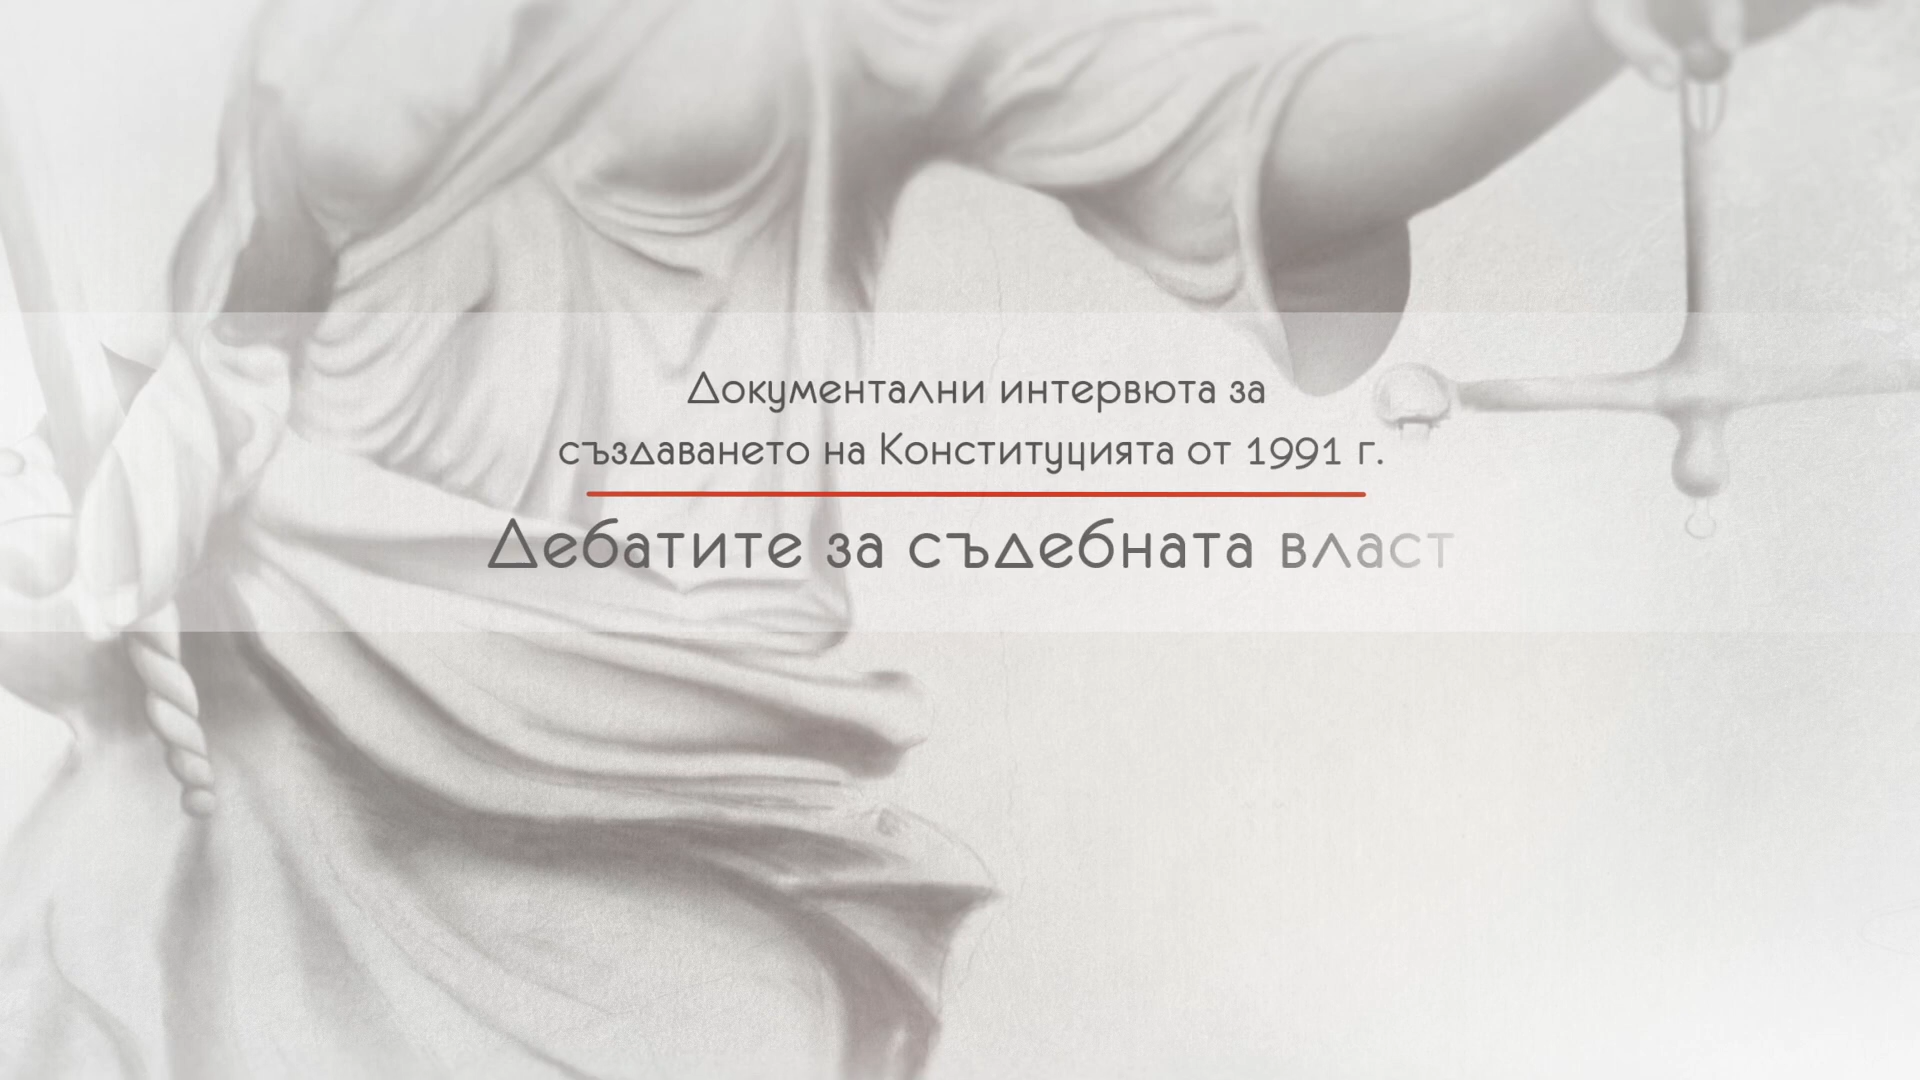 Документални интервюта за
създаването на Конституцията от 1991 г.
Дебатите за съдебната власт